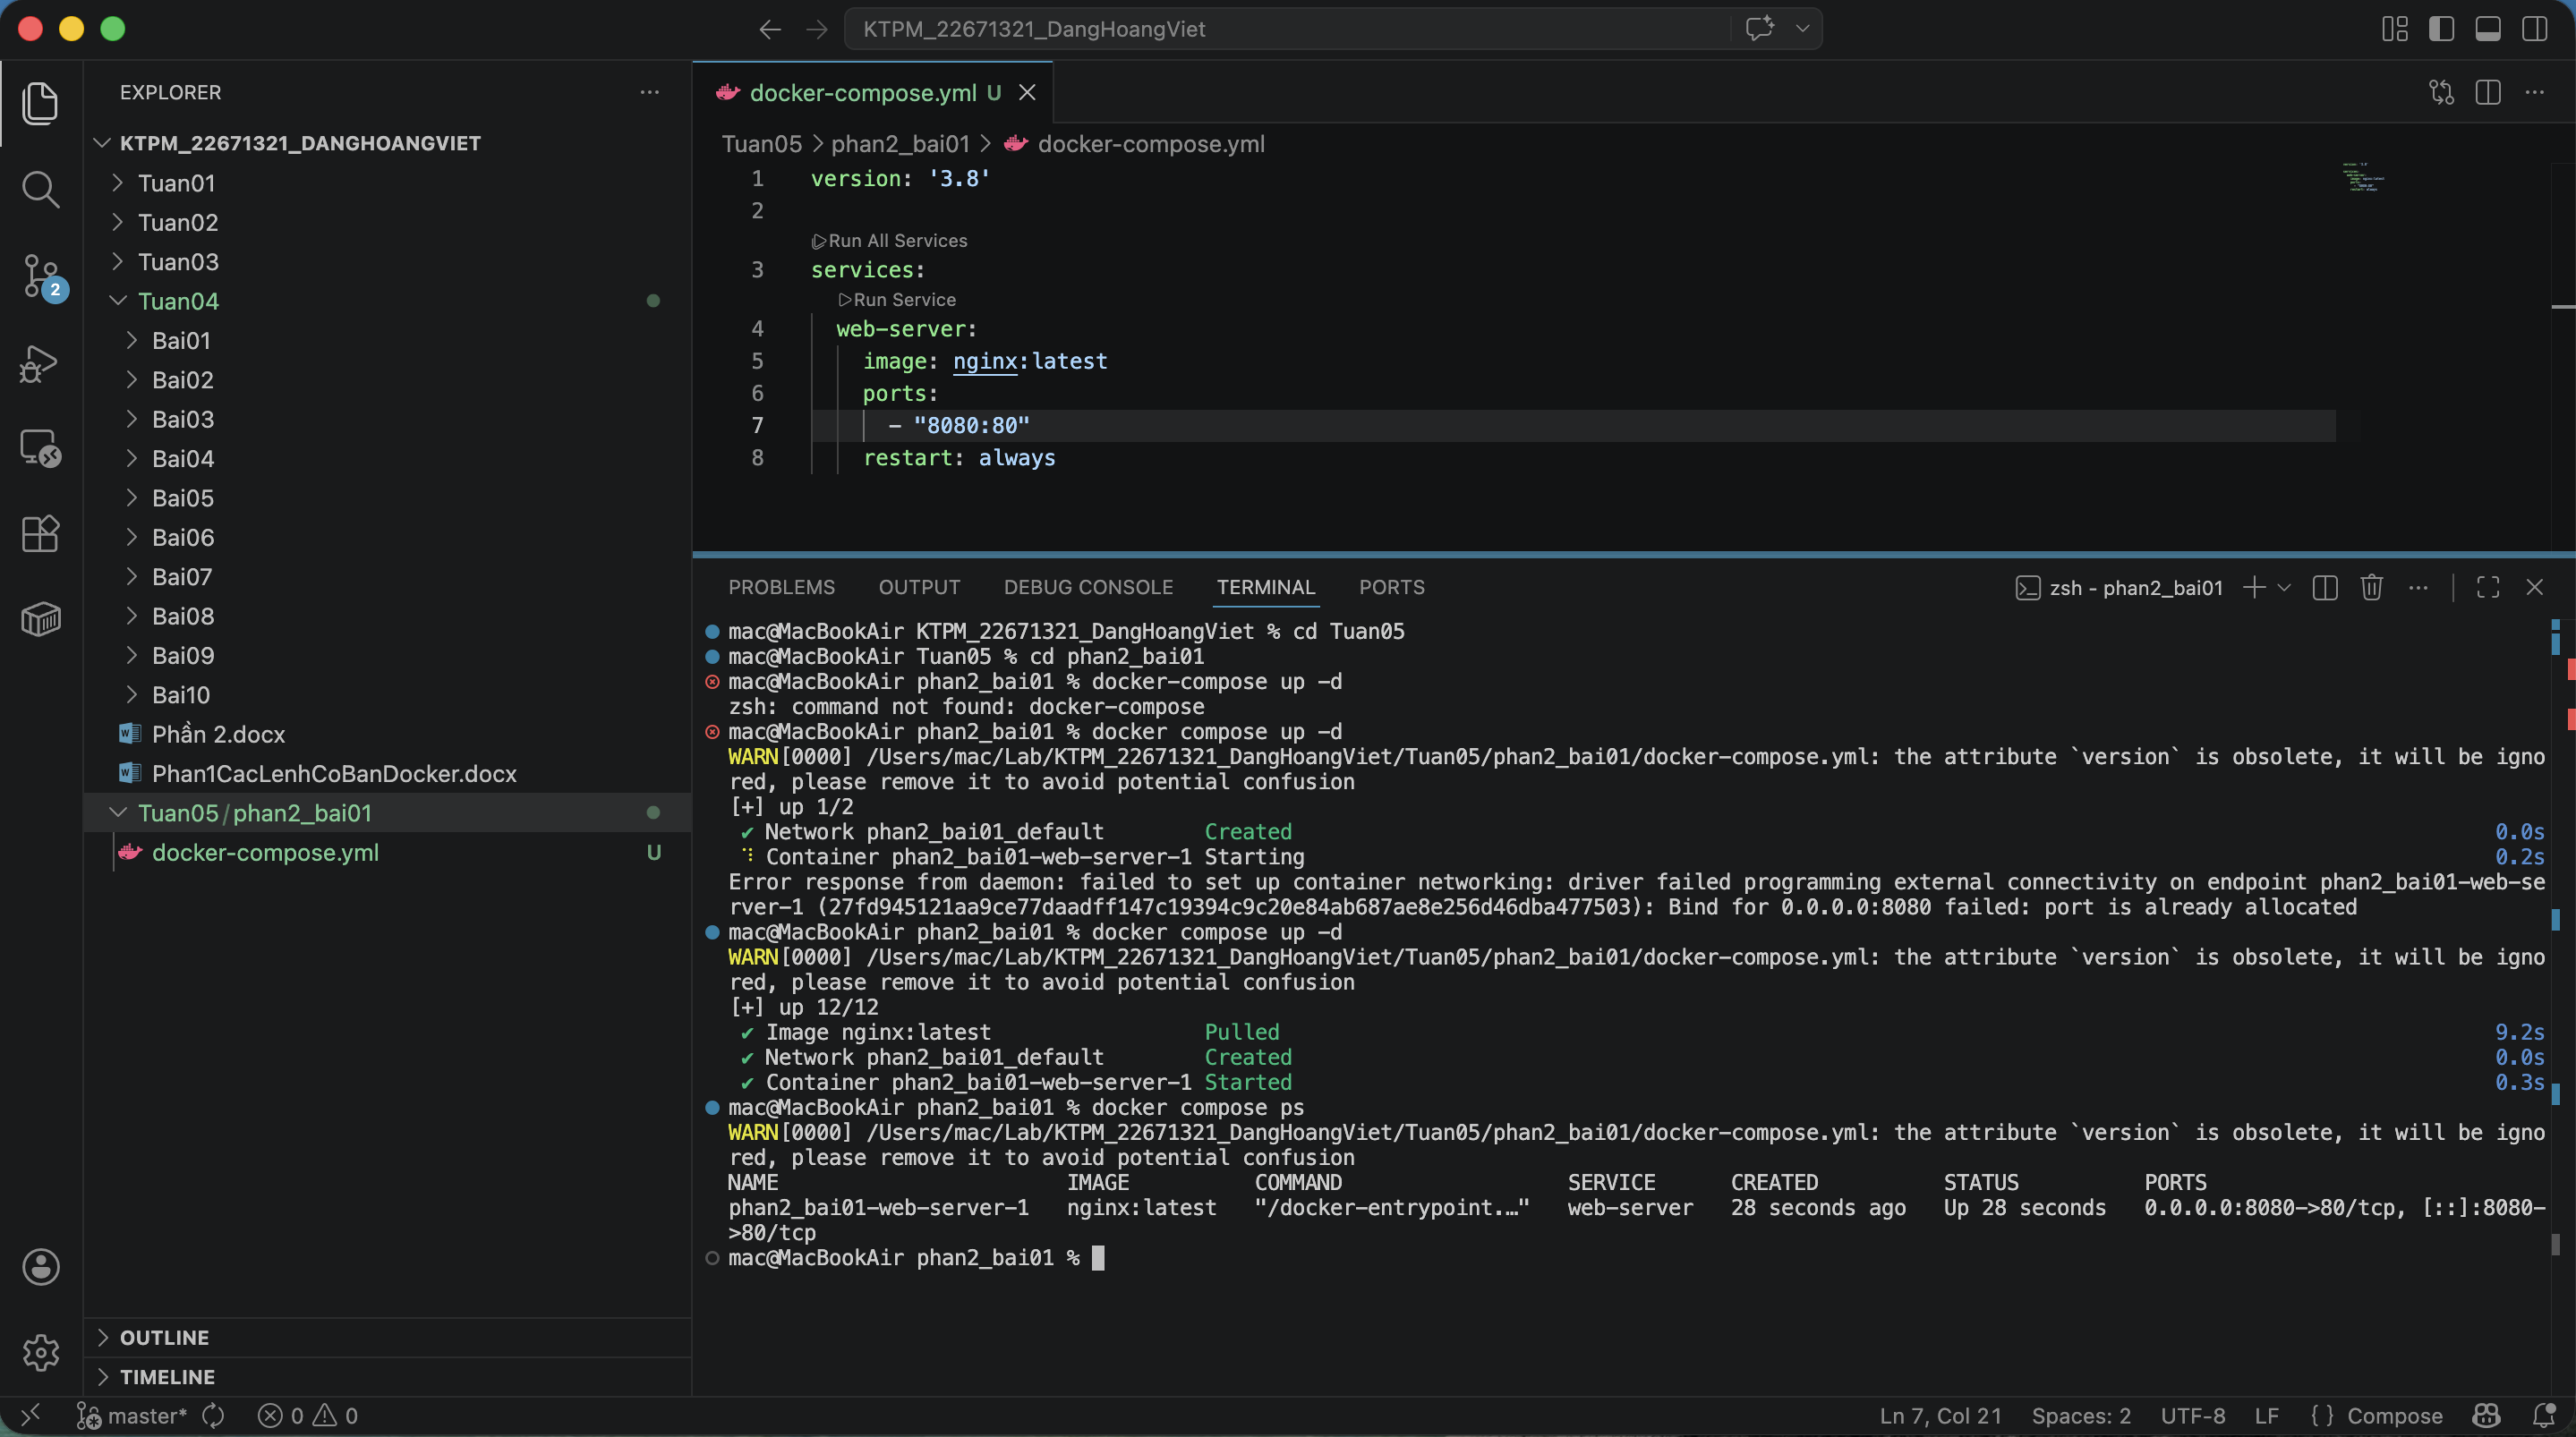 KTPM_22671321_DangHoangViet
EXPLORER
KTPM_22671321_DANGHOANGVIET
Tuan01
Tuan02
Tuan03
Tuan04
Bai01
Bai02
Bai03
Bai04
Bai05
Bai06
Bai07
Bai08
Bai09
Bai10
Phần 2.docx
Phan1CacLenhCoBanDocker.docx
Tuan05/phan2_bai01
docker-compose.yml U
OUTLINE
TIMELINE
2
docker-compose.yml U
Tuan05 > phan2_bai01 > docker-compose.yml
1 version: '3.8'
2
Run All Services
3 services:
Run Service
4 web-server:
5 image: nginx:latest
6 ports:
7 - "8080:80"
8 restart: always
PROBLEMS OUTPUT DEBUG CONSOLE TERMINAL PORTS
zsh - phan2_bai01
mac@MacBookAir KTPM_22671321_DangHoangViet % cd Tuan05
mac@MacBookAir Tuan05 % cd phan2_bai01
mac@MacBookAir phan2_bai01 % docker-compose up -d
zsh: command not found: docker-compose
mac@MacBookAir phan2_bai01 % docker compose up -d
WARN[0000] /Users/mac/Lab/KTPM_22671321_DangHoangViet/Tuan05/phan2_bai01/docker-compose.yml: the attribute `version` is obsolete, it will be igno
red, please remove it to avoid potential confusion
[+] up 1/2
✔ Network phan2_bai01_default Created 0.0s
Container phan2_bai01-web-server-1 Starting 0.2s
Error response from daemon: failed to set up container networking: driver failed programming external connectivity on endpoint phan2_bai01-web-se
rver-1 (27fd945121aa9ce77daadff147c19394c9c20e84ab687ae8e256d46dba477503): Bind for 0.0.0.0:8080 failed: port is already allocated
mac@MacBookAir phan2_bai01 % docker compose up -d
WARN[0000] /Users/mac/Lab/KTPM_22671321_DangHoangViet/Tuan05/phan2_bai01/docker-compose.yml: the attribute `version` is obsolete, it will be igno
red, please remove it to avoid potential confusion
[+] up 12/12
✔ Image nginx:latest Pulled 9.2s
✔ Network phan2_bai01_default Created 0.0s
✔ Container phan2_bai01-web-server-1 Started 0.3s
mac@MacBookAir phan2_bai01 % docker compose ps
WARN[0000] /Users/mac/Lab/KTPM_22671321_DangHoangViet/Tuan05/phan2_bai01/docker-compose.yml: the attribute `version` is obsolete, it will be igno
red, please remove it to avoid potential confusion
NAME IMAGE COMMAND SERVICE CREATED STATUS PORTS
phan2_bai01-web-server-1 nginx:latest "/docker-entrypoint.…" web-server 28 seconds ago Up 28 seconds 0.0.0.0:8080->80/tcp, [::]:8080-
>80/tcp
mac@MacBookAir phan2_bai01 %
master* 0 0 Ln 7, Col 21 Spaces: 2 UTF-8 LF {} Compose